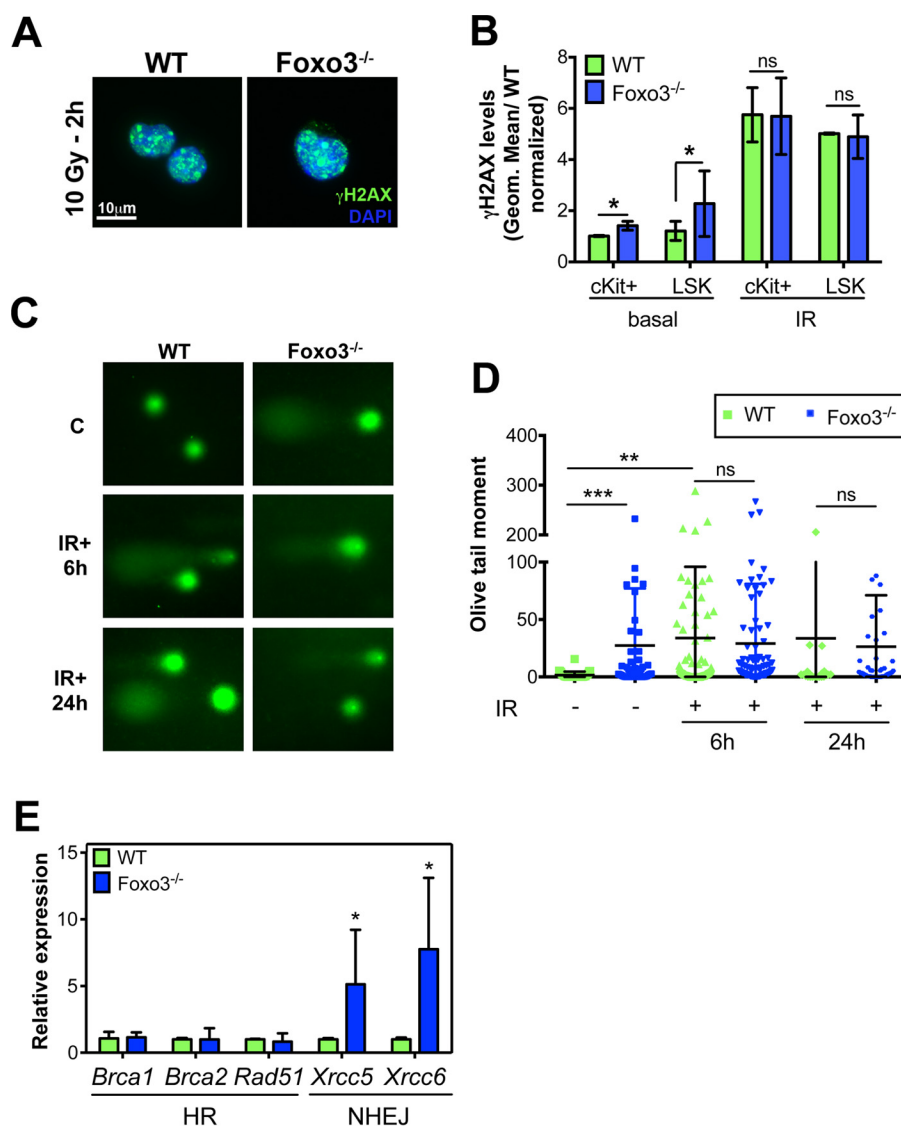 A
WT
Foxo3-/-
10 Gy - 2h
10μm
γH2AX
DAPI
B
γH2AX levels
(Geom. Mean/ WT
normalized)
8
6
4
2
0
WT
Foxo3-/-
*
*
ns
ns
cKit+
LSK
cKit+
LSK
basal
IR
C
WT
Foxo3-/-
C
IR+
6h
IR+
24h
D
WT
Foxo3-/-
Olive tail moment
400
300
200
100
50
0
***
**
ns
ns
IR
-
-
+
+
+
+
6h
24h
E
Relative expression
15
10
5
0
WT
Foxo3-/-
*
*
Brca1
Brca2
Rad51
Xrcc5
Xrcc6
HR
NHEJ